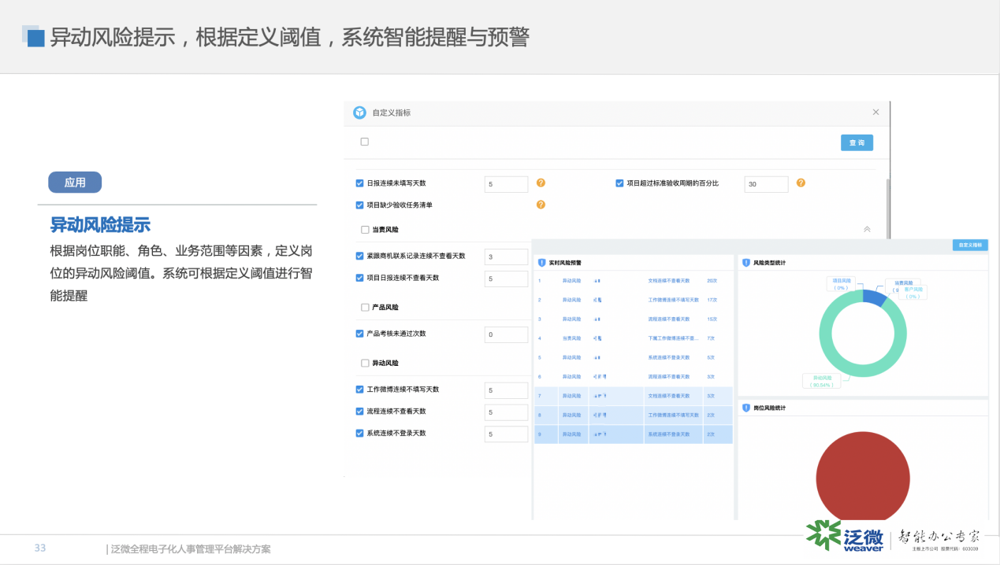 异动风险提示，根据定义阈值，系统智能提醒与预警
应用
异动风险提示
根据岗位职能、角色、业务范围等因素，定义岗
位的异动风险阈值。系统可根据定义阈值进行智
能提醒
自定义指标
查 询
日报连续未填写天数 5 ?
项目超过标准验收周期的百分比 30 ?
项目缺少验收任务清单 ?
当责风险
紧跟商机联系记录连续不查看天数 3
项目日报连续不查看天数 5
产品风险
产品考核未通过次数 0
异动风险
工作微博连续不填写天数 5
流程连续不查看天数 5
系统连续不登录天数 5
自定义指标
实时风险预警
1 异动风险 文档连续不查看天数 20次
2 异动风险 工作微博连续不填写天数 17次
3 异动风险 流程连续不查看天数 15次
4 当责风险 下属工作微博连续不查... 7次
5 异动风险 系统连续不登录天数 5次
6 异动风险 流程连续不查看天数 5次
7 异动风险 文档连续不查看天数 3次
8 异动风险 工作微博连续不填写天数 2次
9 异动风险 系统连续不登录天数 2次
风险类型统计
项目风险
( 0% )
当责风险
客户风险
( 0% )
异动风险
岗位风险统计
33
泛微全程电子化人事管理平台解决方案
泛微
weaver
智能办公专家
主板上市公司 股票代码：603039